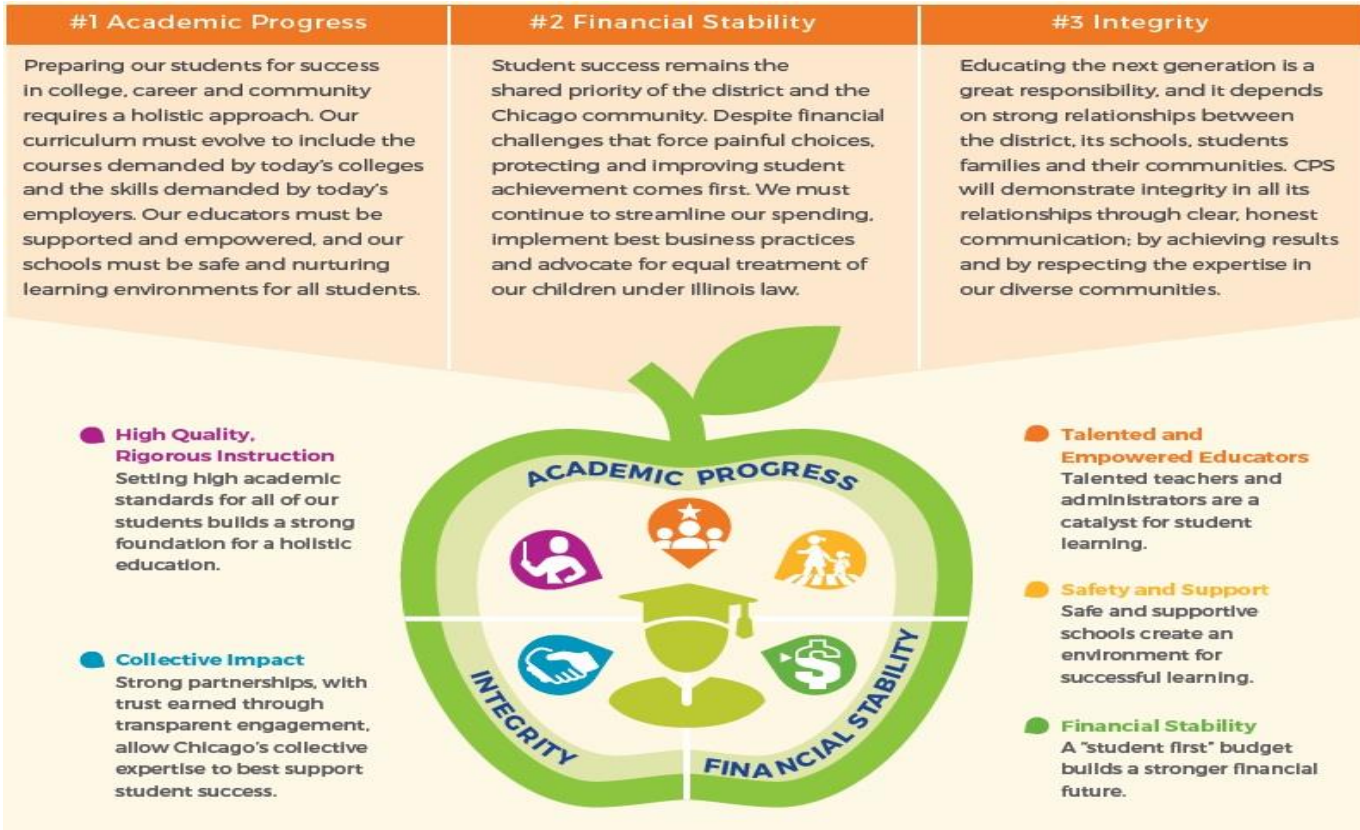 #1 Academic Progress
Preparing our students for success
in college, career and community
requires a holistic approach. Our
curriculum must evolve to include the
courses demanded by today's colleges
and the skills demanded by today's
employers. Our educators must be
supported and empowered, and our
schools must be safe and nurturing
learning environments for all students.
#2 Financial Stability
Student success remains the
shared priority of the district and the
Chicago community. Despite financial
challenges that force painful choices,
protecting and improving student
achievement comes first. We must
continue to streamline our spending,
implement best business practices
and advocate for equal treatment of
our children under Illinois law.
#3 Integrity
Educating the next generation is a
great responsibility, and it depends
on strong relationships between
the district, its schools, students
families and their communities. CPS
will demonstrate integrity in all its
relationships through clear, honest
communication; by achieving results
and by respecting the expertise in
our diverse communities.
High Quality,
Rigorous Instruction
Setting high academic
standards for all of our
students builds a strong
foundation for a holistic
education.
Collective Impact
Strong partnerships, with
trust earned through
transparent engagement,
allow Chicago's collective
expertise to best support
student success.
ACADEMIC PROGRESS
INTEGRITY
FINANCIAL STABILITY
$
Talented and
Empowered Educators
Talented teachers and
administrators are a
catalyst for student
learning.
Safety and Support
Safe and supportive
schools create an
environment for
successful learning.
Financial Stability
A "student first" budget
builds a stronger financial
future.